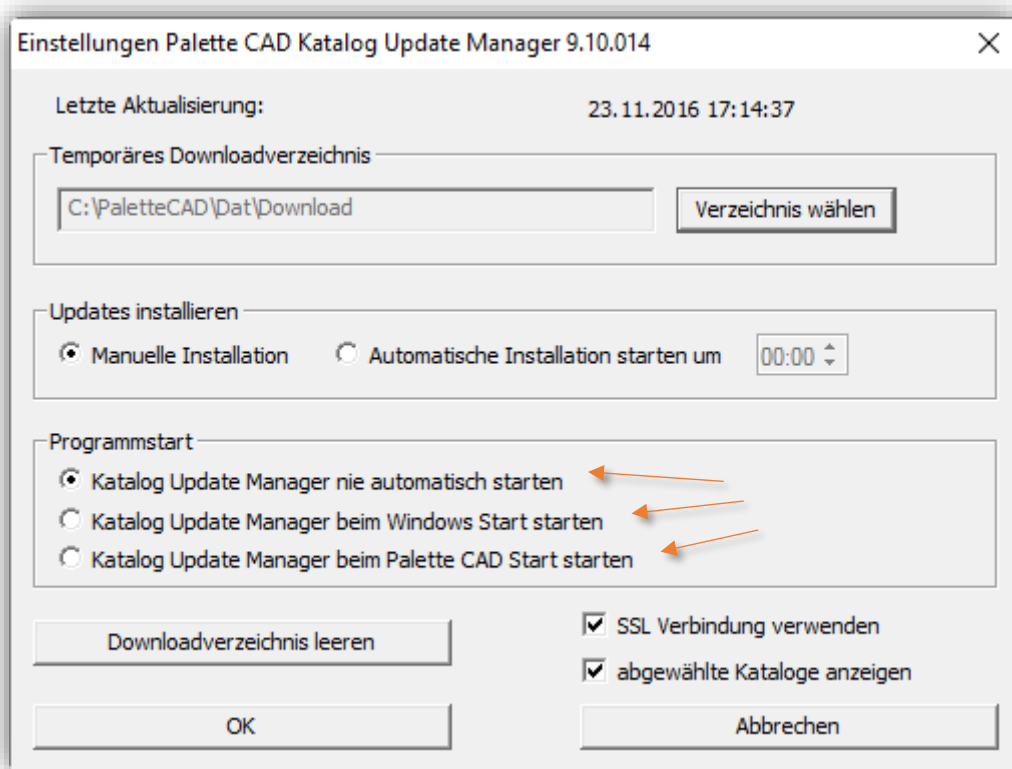 Einstellungen Palette CAD Katalog Update Manager 9.10.014
Letzte Aktualisierung: 23.11.2016 17:14:37
Temporäres Downloadverzeichnis
C:\PaletteCAD\Dat\Download Verzeichnis wählen
Updates installieren
Manuelle Installation Automatische Installation starten um 00:00
Programmstart
Katalog Update Manager nie automatisch starten
Katalog Update Manager beim Windows Start starten
Katalog Update Manager beim Palette CAD Start starten
Downloadverzeichnis leeren SSL Verbindung verwenden
abgewählte Kataloge anzeigen
OK Abbrechen